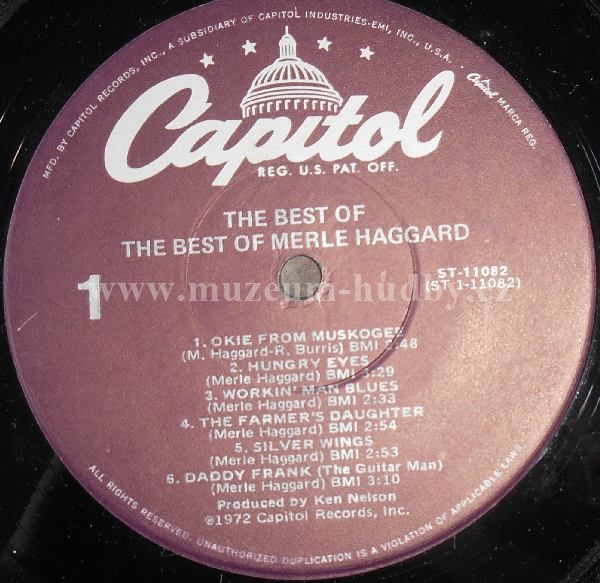 MFD. BY CAPITOL RECORDS, INC., A SUBSIDIARY OF CAPITOL INDUSTRIES-EMI, INC., U.S.A.
Capitol
MARCA REG.
Capitol
REG. U.S. PAT. OFF.
THE BEST OF
THE BEST OF MERLE HAGGARD
1
ST-11082
(ST 1-11082)
www.muzeum-hudby.cz
1. OKIE FROM MUSKOGEE
(M. Haggard-R. Burris) BMI 2:48
2. HUNGRY EYES
(Merle Haggard) BMI 3:29
3. WORKIN' MAN BLUES
(Merle Haggard) BMI 2:33
4. THE FARMER'S DAUGHTER
(Merle Haggard) BMI 2:54
5. SILVER WINGS
(Merle Haggard) BMI 2:53
6. DADDY FRANK (The Guitar Man)
(Merle Haggard) BMI 3:10
Produced by Ken Nelson
℗1972 Capitol Records, Inc.
ALL RIGHTS RESERVED. UNAUTHORIZED DUPLICATION IS A VIOLATION OF APPLICABLE LAWS.